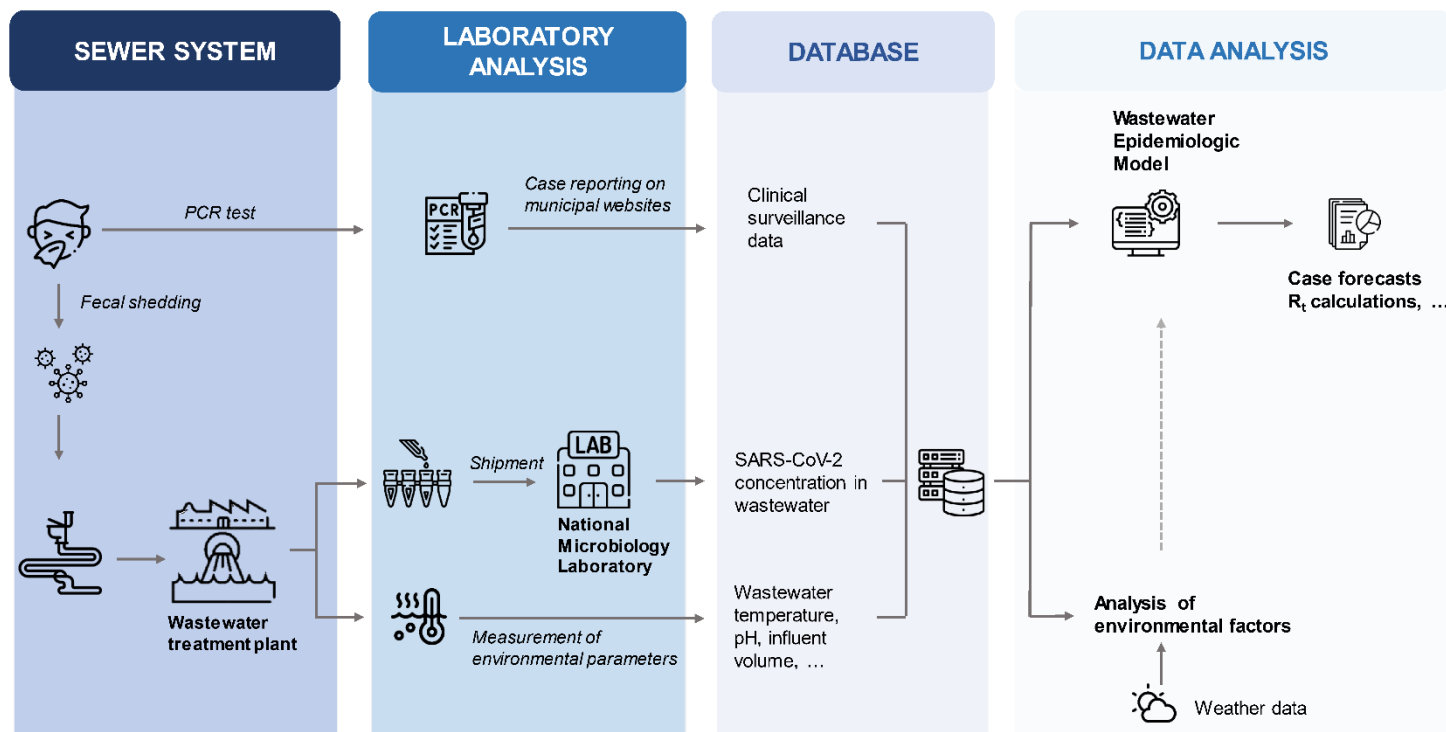 SEWER SYSTEM
LABORATORY
ANALYSIS
DATABASE
DATA ANALYSIS
PCR test
PCR
Case reporting on
municipal websites
Clinical
surveillance
data
Wastewater
Epidemiologic
Model
{ }
Case forecasts
Rₜ calculations, …
Fecal shedding
Shipment
LAB
National
Microbiology
Laboratory
SARS-CoV-2
concentration in
wastewater
Wastewater
treatment plant
Measurement of
environmental parameters
Wastewater
temperature,
pH, influent
volume, …
Analysis of
environmental factors
Weather data